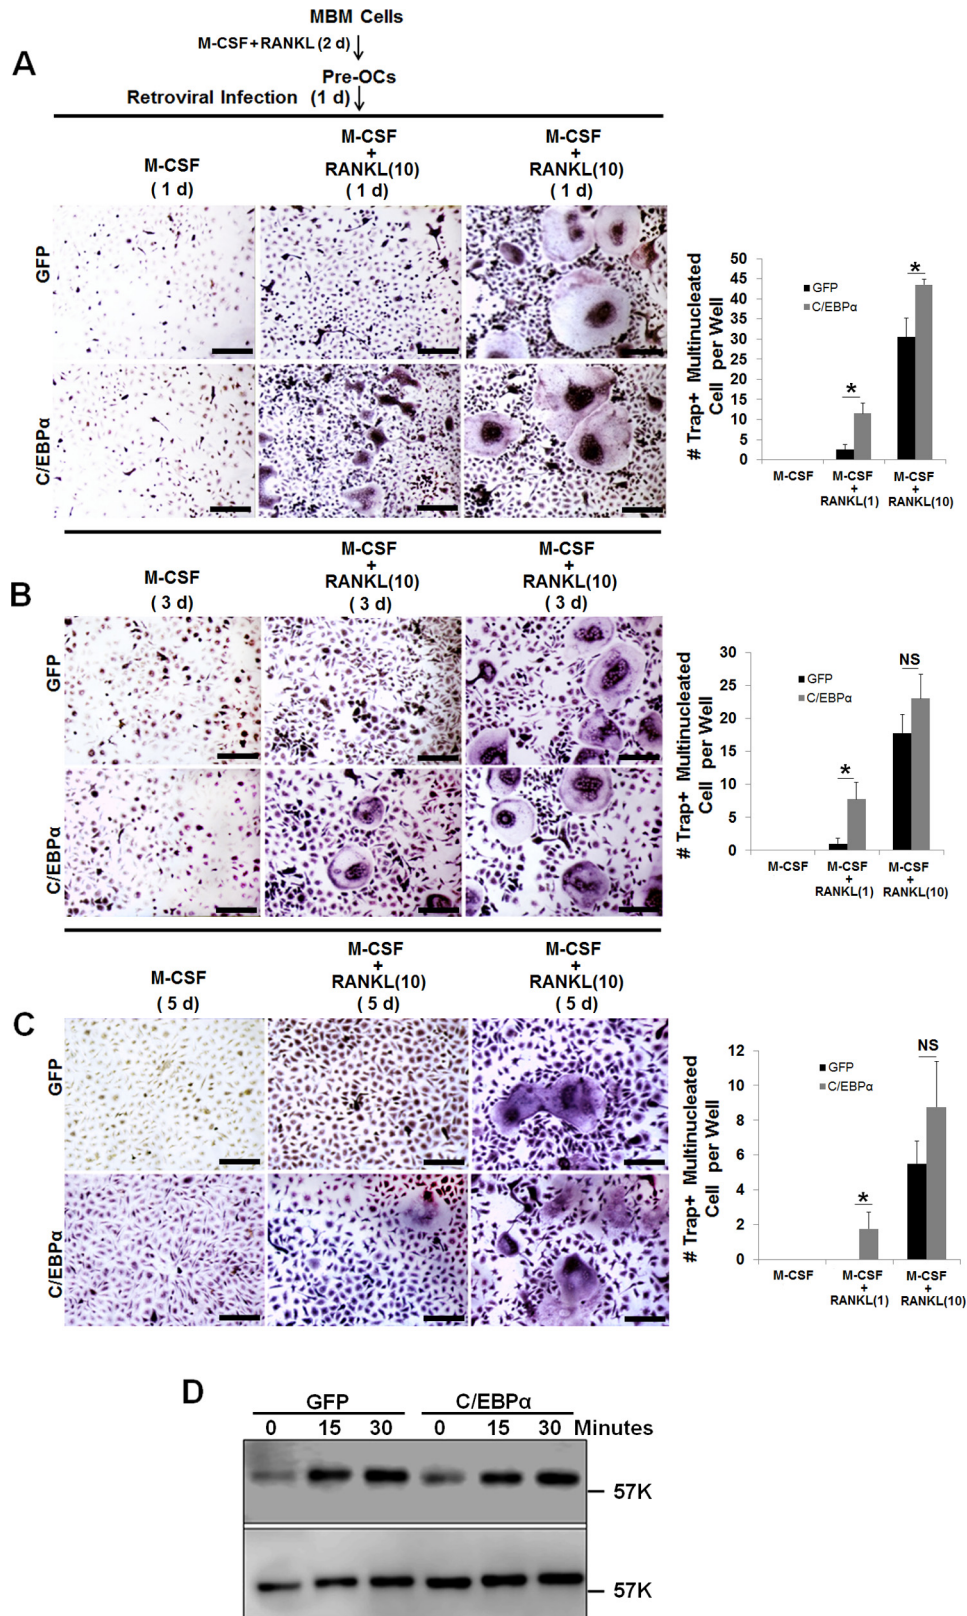 MBM Cells
M-CSF+RANKL (2 d)
A
Pre-OCs
Retroviral Infection (1 d)
M-CSF
( 1 d)
M-CSF
+
RANKL(10)
( 1 d)
M-CSF
+
RANKL(10)
( 1 d)
GFP
C/EBPα
# Trap+ Multinucleated
Cell per Well
50
45
40
35
30
25
20
15
10
5
0
GFP
C/EBPα
*
*
M-CSF
M-CSF
+
RANKL(1)
M-CSF
+
RANKL(10)
B
M-CSF
( 3 d)
M-CSF
+
RANKL(10)
( 3 d)
M-CSF
+
RANKL(10)
( 3 d)
GFP
C/EBPα
# Trap+ Multinucleated
Cell per Well
30
25
20
15
10
5
0
GFP
C/EBPα
*
NS
M-CSF
M-CSF
+
RANKL(1)
M-CSF
+
RANKL(10)
C
M-CSF
( 5 d)
M-CSF
+
RANKL(10)
( 5 d)
M-CSF
+
RANKL(10)
( 5 d)
GFP
C/EBPα
# Trap+ Multinucleated
Cell per Well
12
10
8
6
4
2
0
GFP
C/EBPα
*
NS
M-CSF
M-CSF
+
RANKL(1)
M-CSF
+
RANKL(10)
D
GFP C/EBPα
0 15 30 0 15 30 Minutes
57K
57K